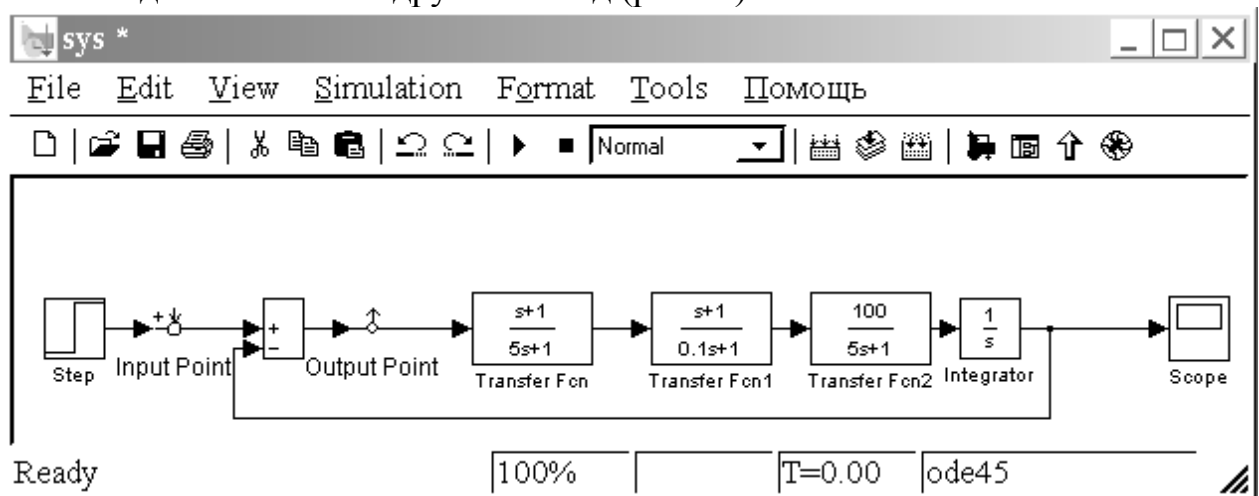 sys *
File Edit View Simulation Format Tools Помощь
Normal
s+1
5s+1
s+1
0.1s+1
100
5s+1
1
s
+
+
−
Step
Input Point
Output Point
Transfer Fcn
Transfer Fcn1
Transfer Fcn2
Integrator
Scope
Ready 100% T=0.00 ode45